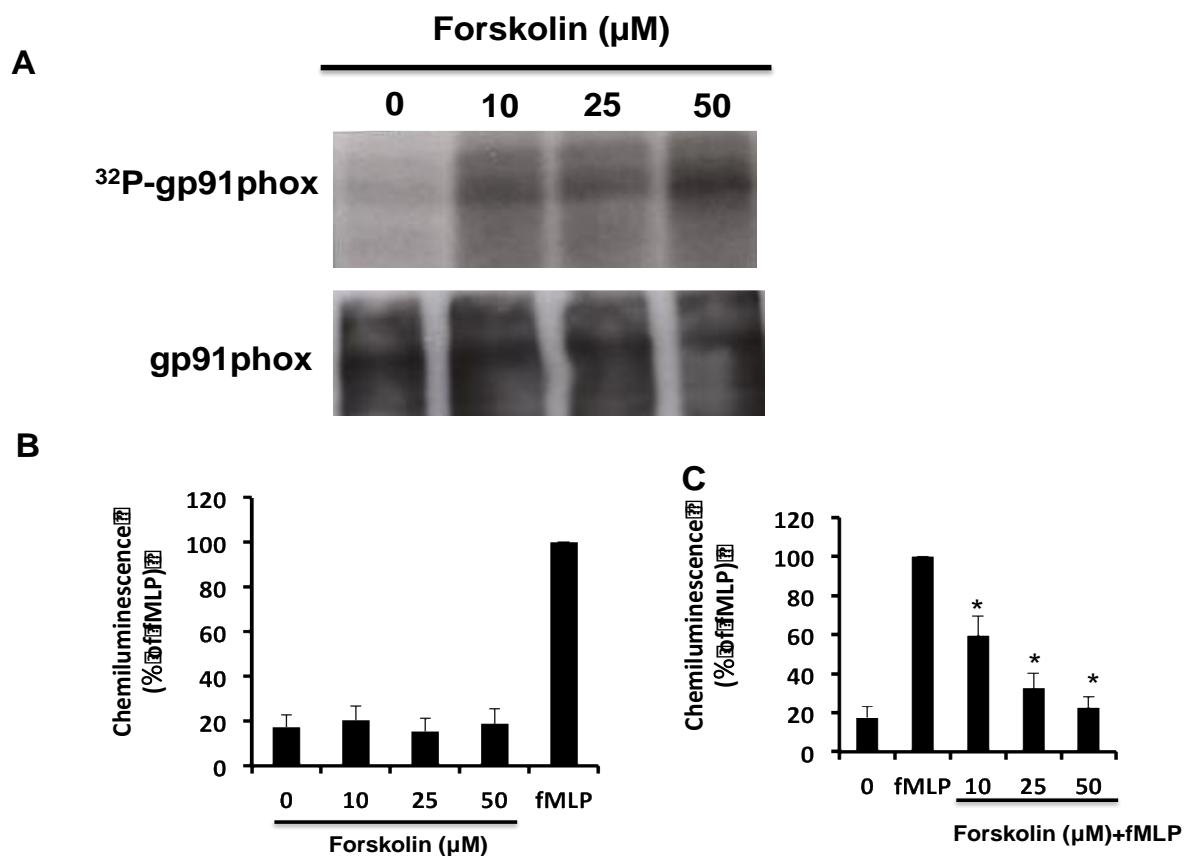 Forskolin (µM)
A
0 10 25 50
³²P-gp91phox
gp91phox
B
Chemiluminescence
(% of fMLP)
120
100
80
60
40
20
0
0 10 25 50 fMLP
Forskolin (µM)
C
Chemiluminescence
(% of fMLP)
120
100
80
60
40
20
0
* * *
0 fMLP 10 25 50
Forskolin (µM)+fMLP